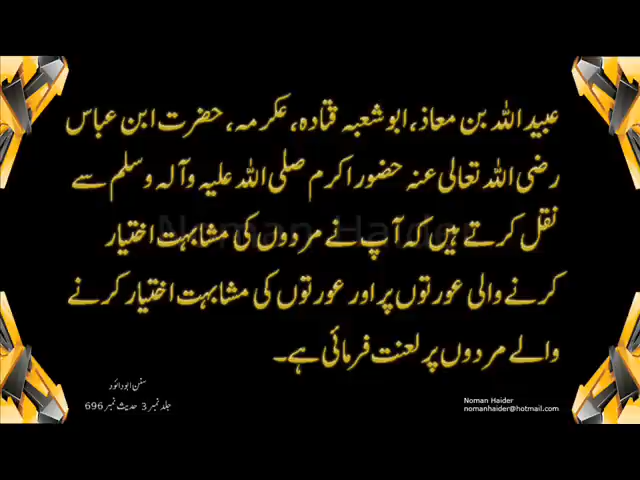 عبید اللہ بن معاذ، ابو شعبہ قتادہ، عکرمہ، حضرت ابن عباس
رضی اللہ تعالی عنہ حضور اکرم صلی اللہ علیہ وآلہ وسلم سے
نقل کرتے ہیں کہ آپ نے مردوں کی مشابہت اختیار
کرنے والی عورتوں پر اور عورتوں کی مشابہت اختیار کرنے
والے مردوں پر لعنت فرمائی ہے۔
سنن ابوداؤد
جلد نمبر 3 حدیث نمبر 696
Noman Haider
nomanhaider@hotmail.com
Noman Haider